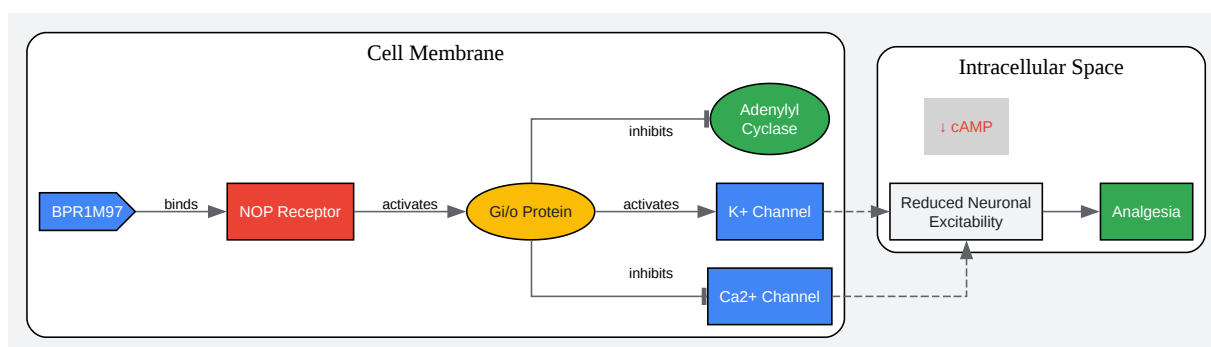 Cell Membrane
Intracellular Space
Adenylyl
Cyclase
inhibits
↓ cAMP
BPR1M97
binds
NOP Receptor
activates
Gi/o Protein
activates
K+ Channel
Reduced Neuronal
Excitability
Analgesia
inhibits
Ca2+ Channel